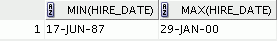 MIN(HIRE_DATE) MAX(HIRE_DATE)
1 17-JUN-87 29-JAN-00